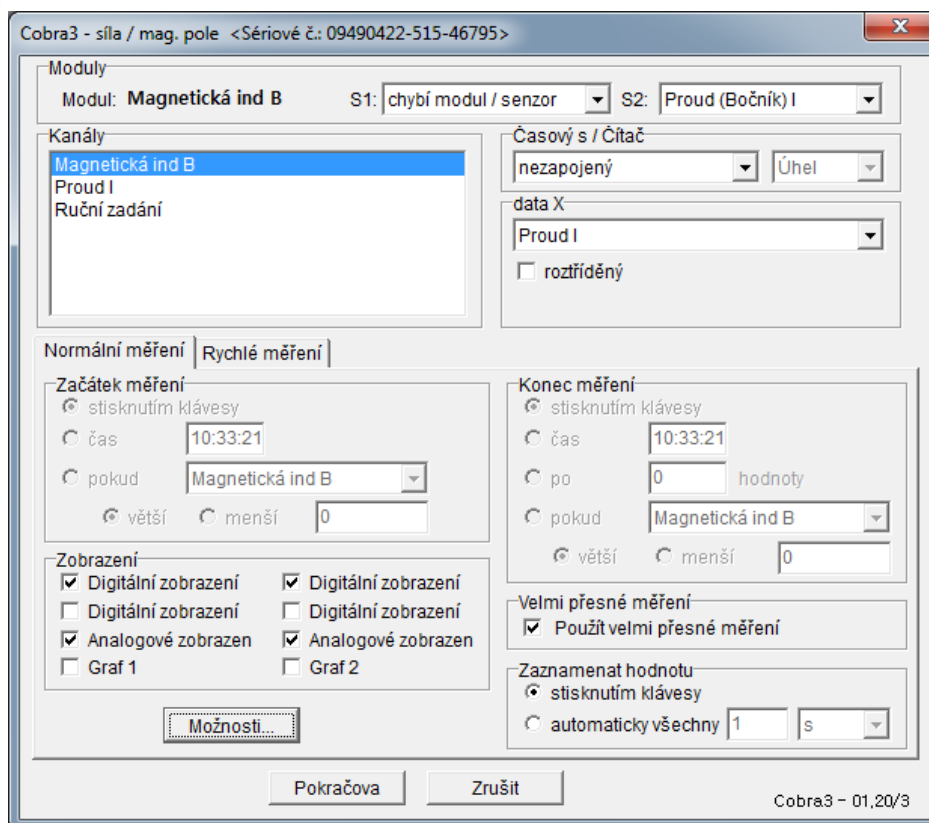 Cobra3 - síla / mag. pole <Sériové č.: 09490422-515-46795>
Moduly
Modul: Magnetická ind B S1: chybí modul / senzor S2: Proud (Bočník) I
Kanály
Magnetická ind B
Proud I
Ruční zadání
Časový s / Čítač
nezapojený Úhel
data X
Proud I
roztříděný
Normální měření Rychlé měření
Začátek měření
stisknutím klávesy
čas 10:33:21
pokud Magnetická ind B
větší menší 0
Konec měření
stisknutím klávesy
čas 10:33:21
po 0 hodnoty
pokud Magnetická ind B
větší menší 0
Zobrazení
Digitální zobrazení Digitální zobrazení
Digitální zobrazení Digitální zobrazení
Analogové zobrazen Analogové zobrazen
Graf 1 Graf 2
Velmi přesné měření
Použít velmi přesné měření
Zaznamenat hodnotu
stisknutím klávesy
automaticky všechny 1 s
Možnosti...
Pokračova Zrušit
Cobra3 - 01,20/3